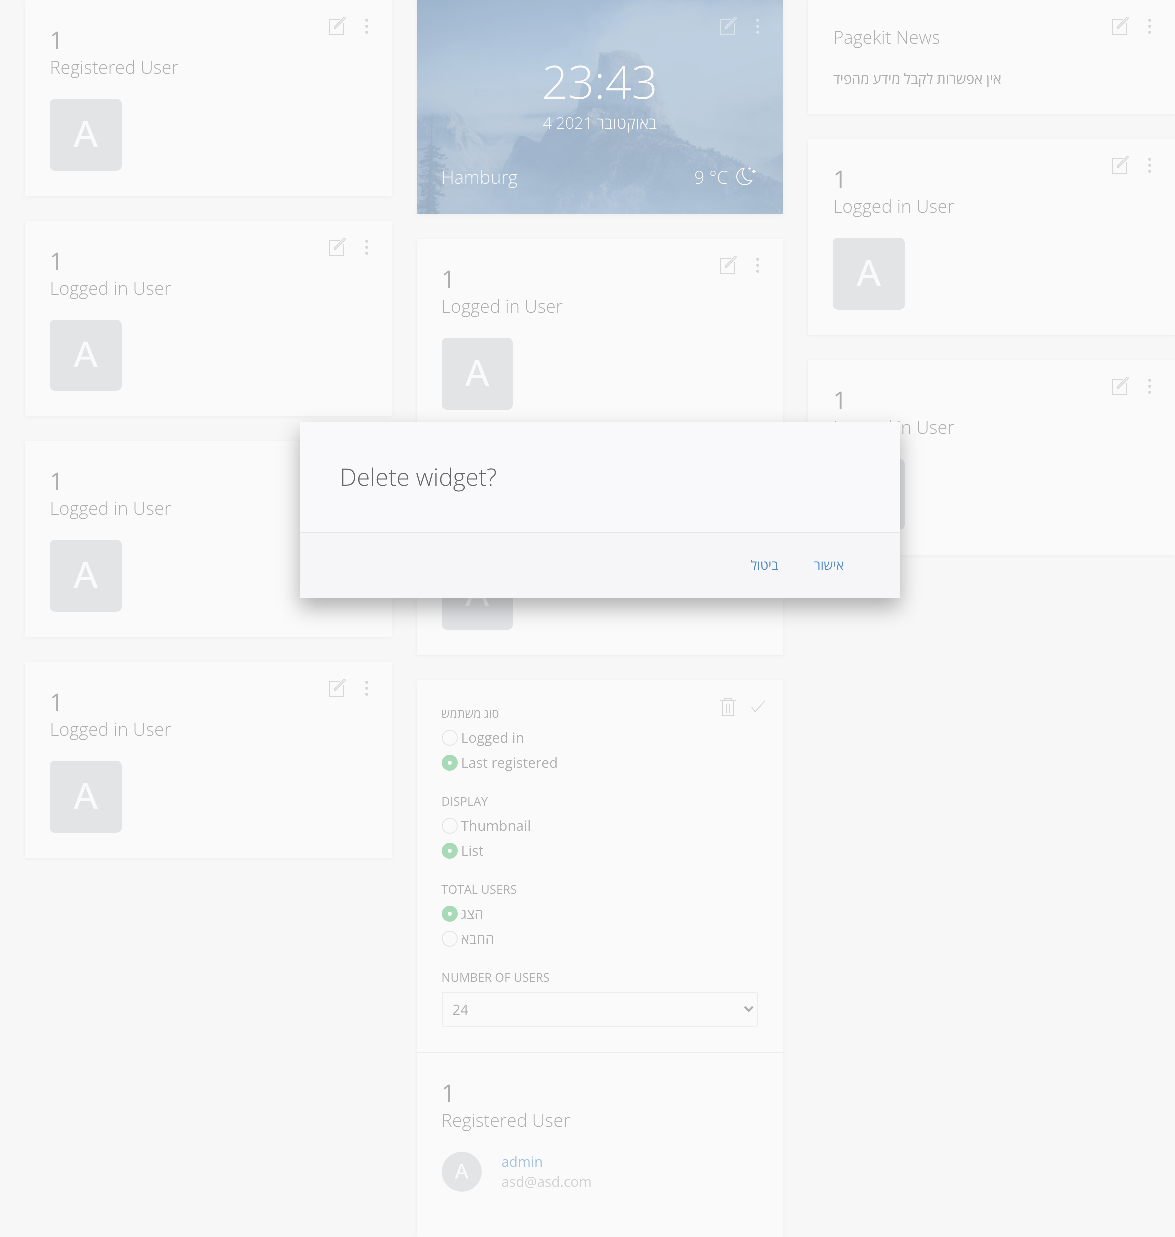 1
Registered User
A
1
Logged in User
A
1
Logged in User
A
1
Logged in User
A
23:43
4 באוקטובר 2021
Hamburg
9 °C
1
Logged in User
A
A
סוג משתמש
Logged in
Last registered
DISPLAY
Thumbnail
List
TOTAL USERS
הצג
החבא
NUMBER OF USERS
24
1
Registered User
A
admin
asd@asd.com
Pagekit News
אין אפשרות לקבל מידע מהפיד
1
Logged in User
A
1
in User
Delete widget?
ביטול
אישור